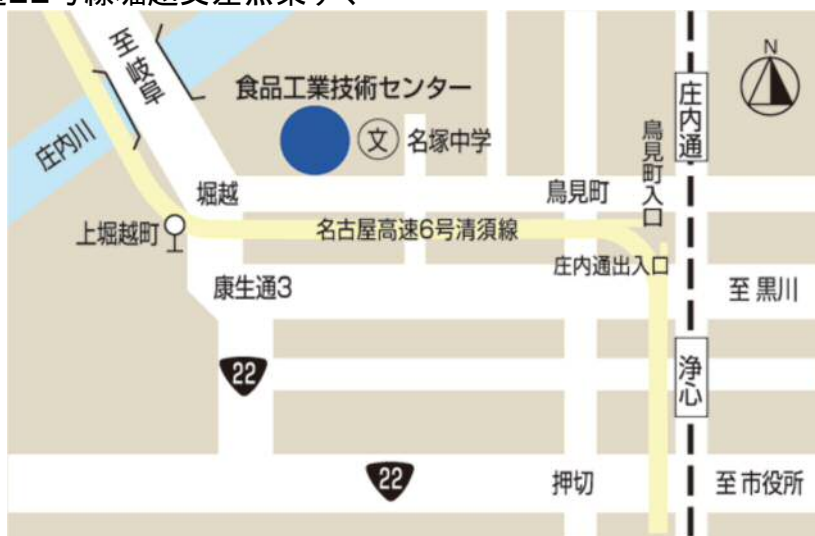 至岐阜
N
食品工業技術センター
庄内通
庄内川
文 名塚中学
鳥見町入口
堀越
鳥見町
上堀越町
名古屋高速6号清須線
庄内通出入口
康生通3
至 黒川
22
浄心
22
押切
至 市役所